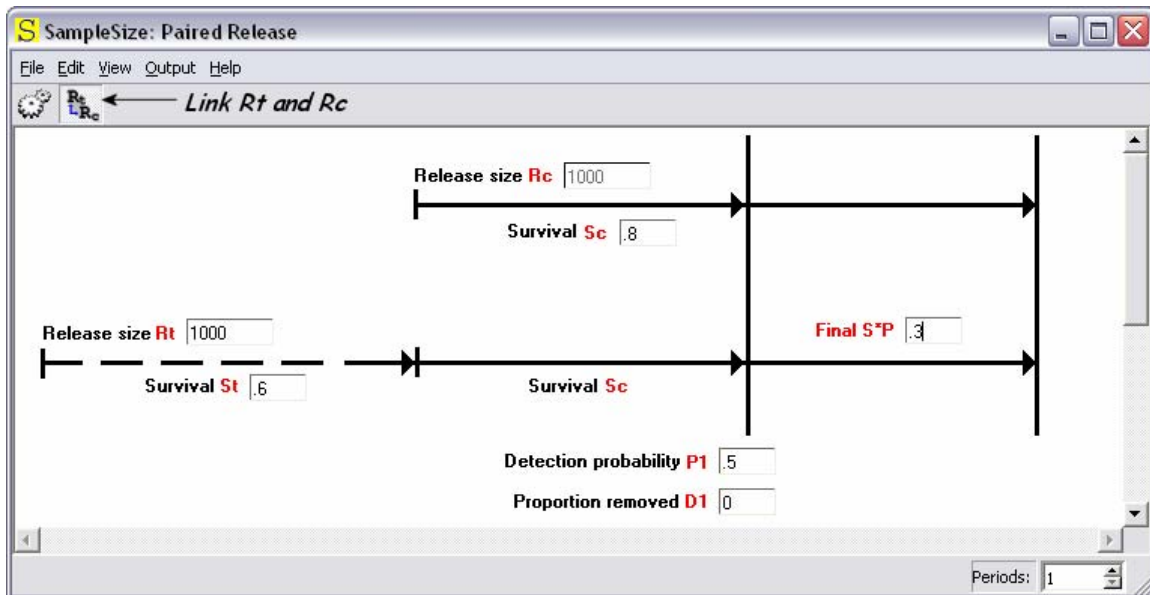 S SampleSize: Paired Release
File Edit View Output Help
Rt Rc Link Rt and Rc
Release size Rc 1000
Survival Sc .8
Release size Rt 1000
Final S*P .3
Survival St .6
Survival Sc
Detection probability P1 .5
Proportion removed D1 0
Periods: 1